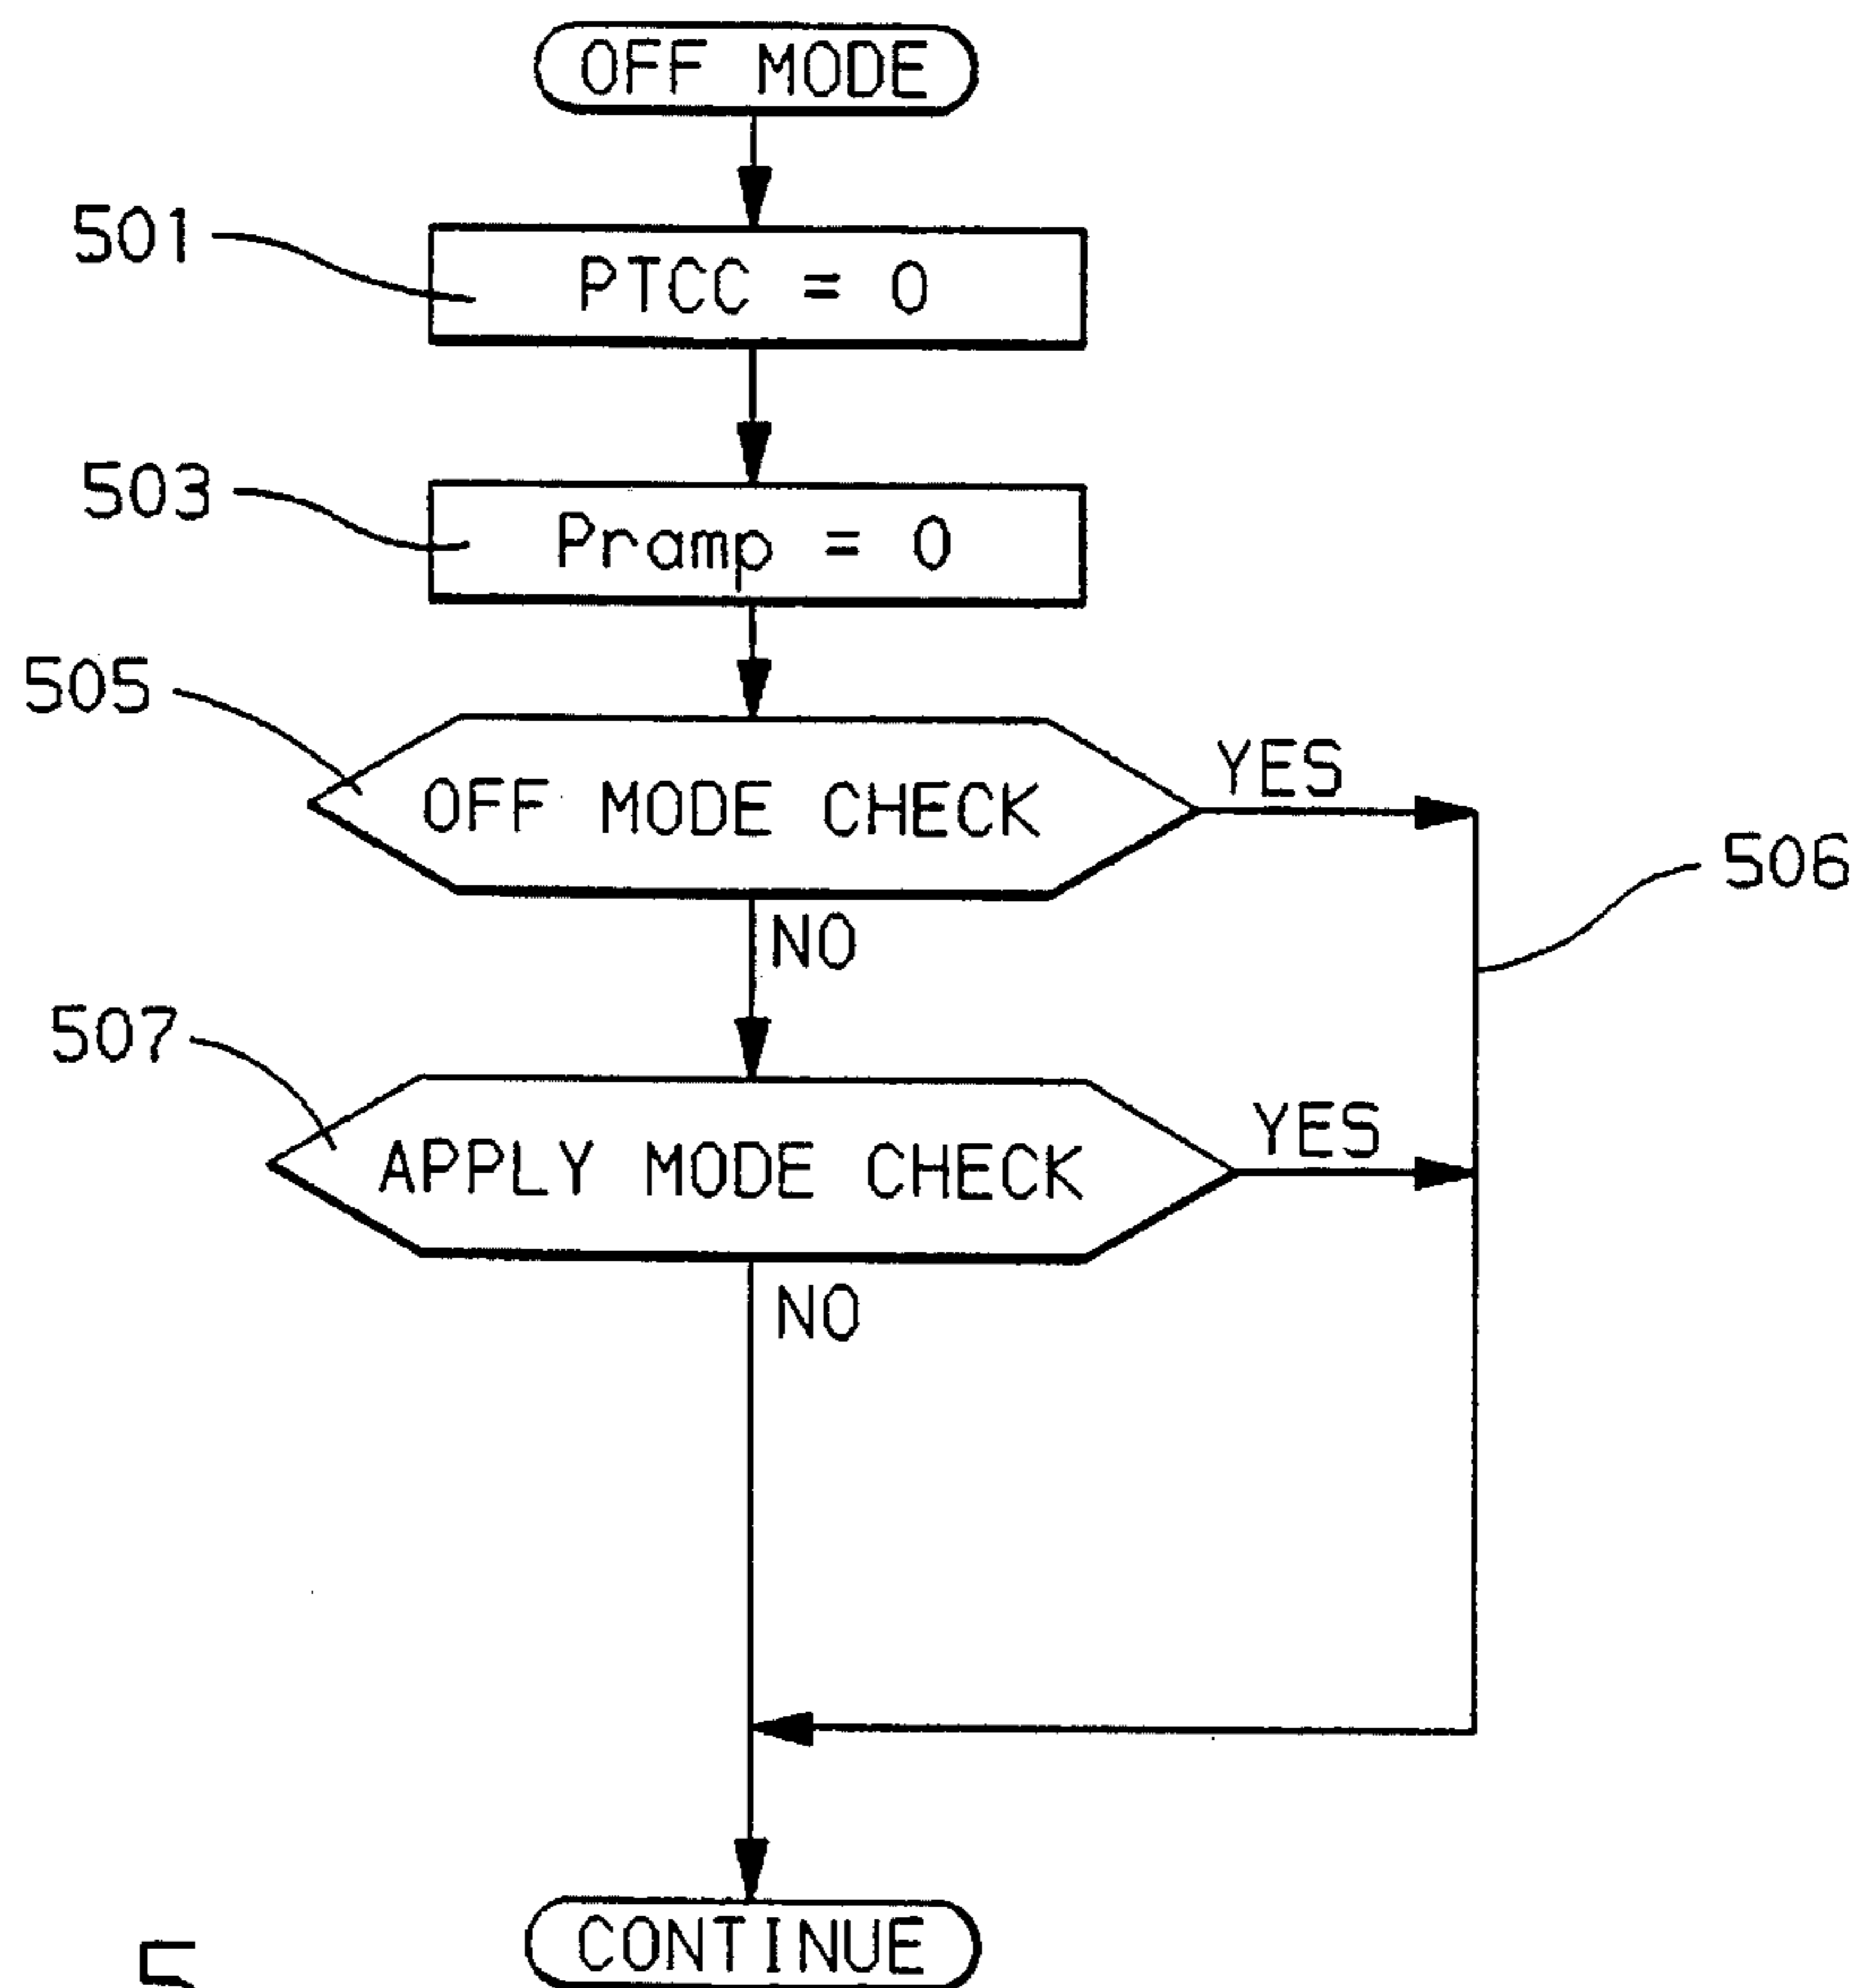 OFF MODE
501
PTCC = 0
503
Pramp = 0
505
OFF MODE CHECK
YES
506
NO
507
APPLY MODE CHECK
YES
NO
CONTINUE
5